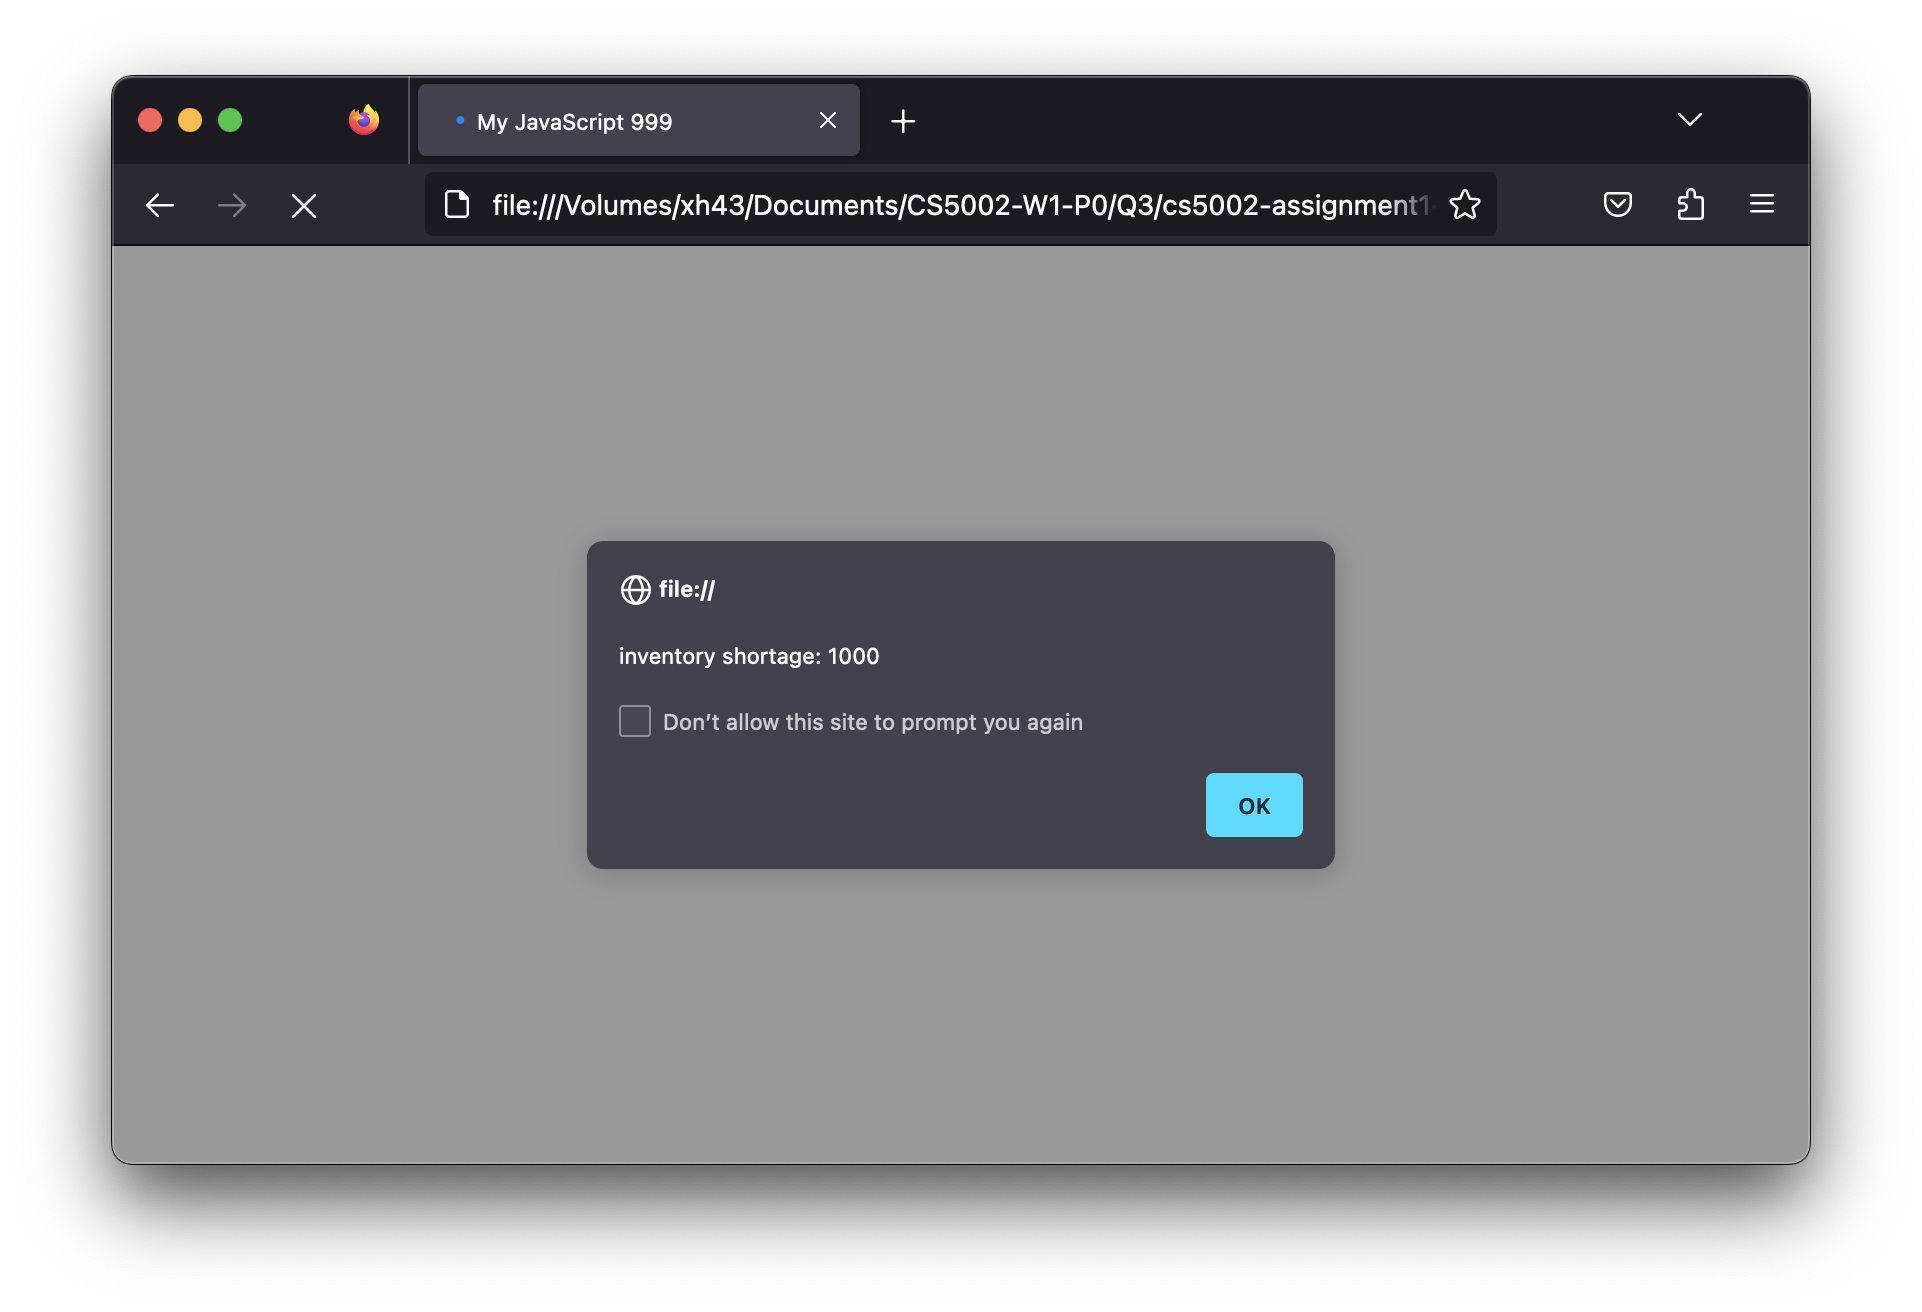 My JavaScript 999
file:///Volumes/xh43/Documents/CS5002-W1-P0/Q3/cs5002-assignment1-
file://
inventory shortage: 1000
Don’t allow this site to prompt you again
OK